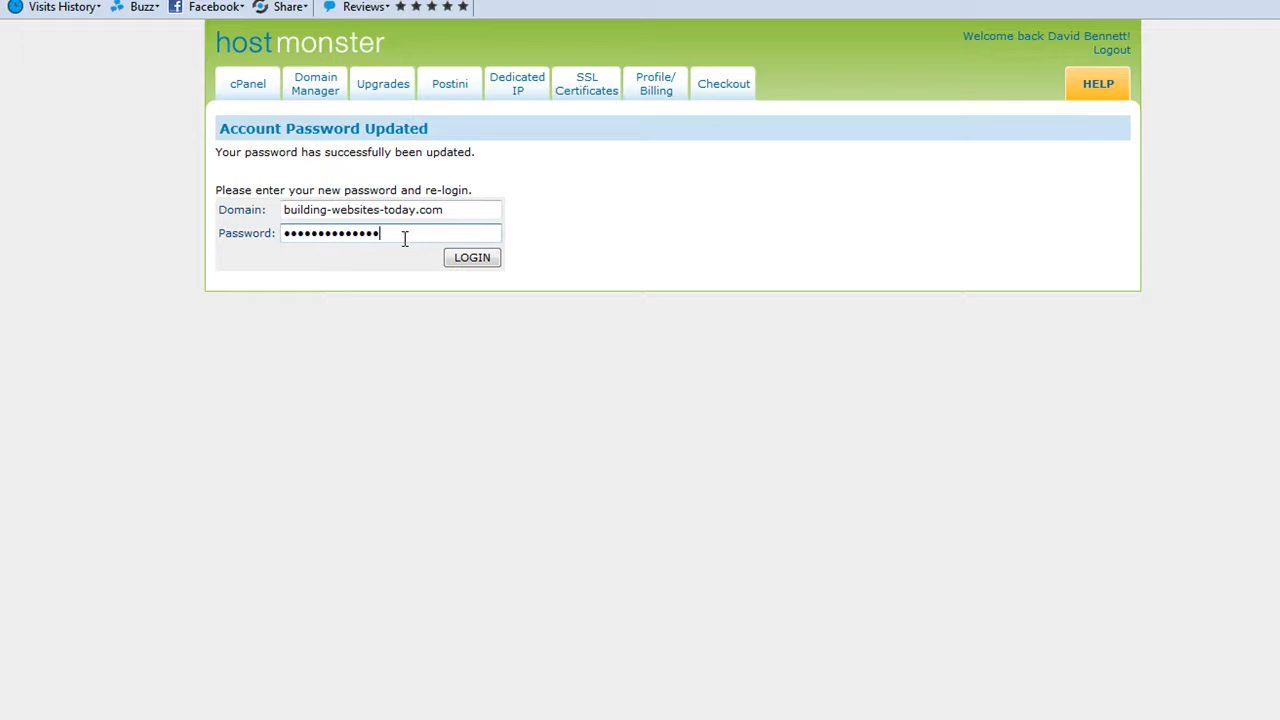 Visits History Buzz Facebook Share Reviews
hostmonster
Welcome back David Bennett!
Logout
cPanel
Domain Manager
Upgrades
Postini
Dedicated IP
SSL Certificates
Profile/ Billing
Checkout
HELP
Account Password Updated
Your password has successfully been updated.
Please enter your new password and re-login.
Domain: building-websites-today.com
Password: ••••••••••••••
LOGIN